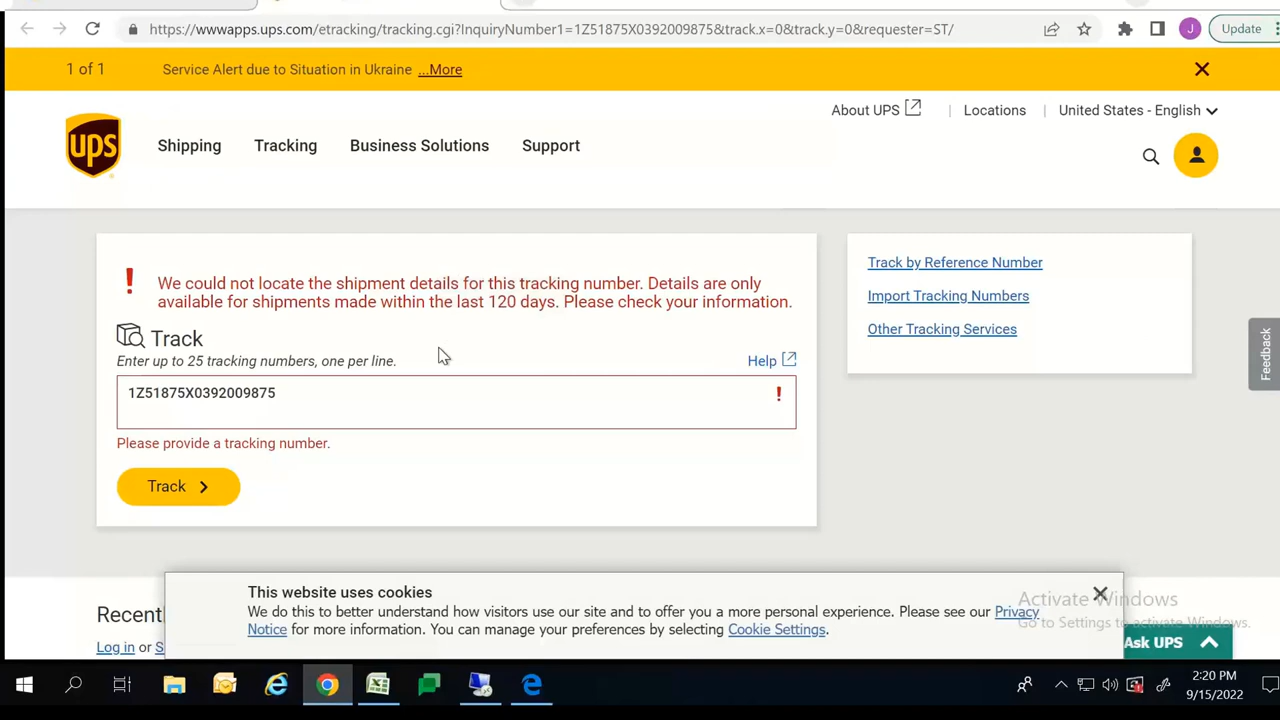 https://wwwapps.ups.com/etracking/tracking.cgi?InquiryNumber1=1Z51875X0392009875&track.x=0&track.y=0&requester=ST/
J
Update
1 of 1
Service Alert due to Situation in Ukraine ...More
About UPS
Locations
United States - English
ups
Shipping
Tracking
Business Solutions
Support
! We could not locate the shipment details for this tracking number. Details are only
available for shipments made within the last 120 days. Please check your information.
Track
Enter up to 25 tracking numbers, one per line.
Help
1Z51875X0392009875
!
Please provide a tracking number.
Track
Track by Reference Number
Import Tracking Numbers
Other Tracking Services
Feedback
Recent
Log in or S
This website uses cookies
We do this to better understand how visitors use our site and to offer you a more personal experience. Please see our Privacy
Notice for more information. You can manage your preferences by selecting Cookie Settings.
Activate Windows
Go to Settings to activate Windows.
Ask UPS
2:20 PM
9/15/2022